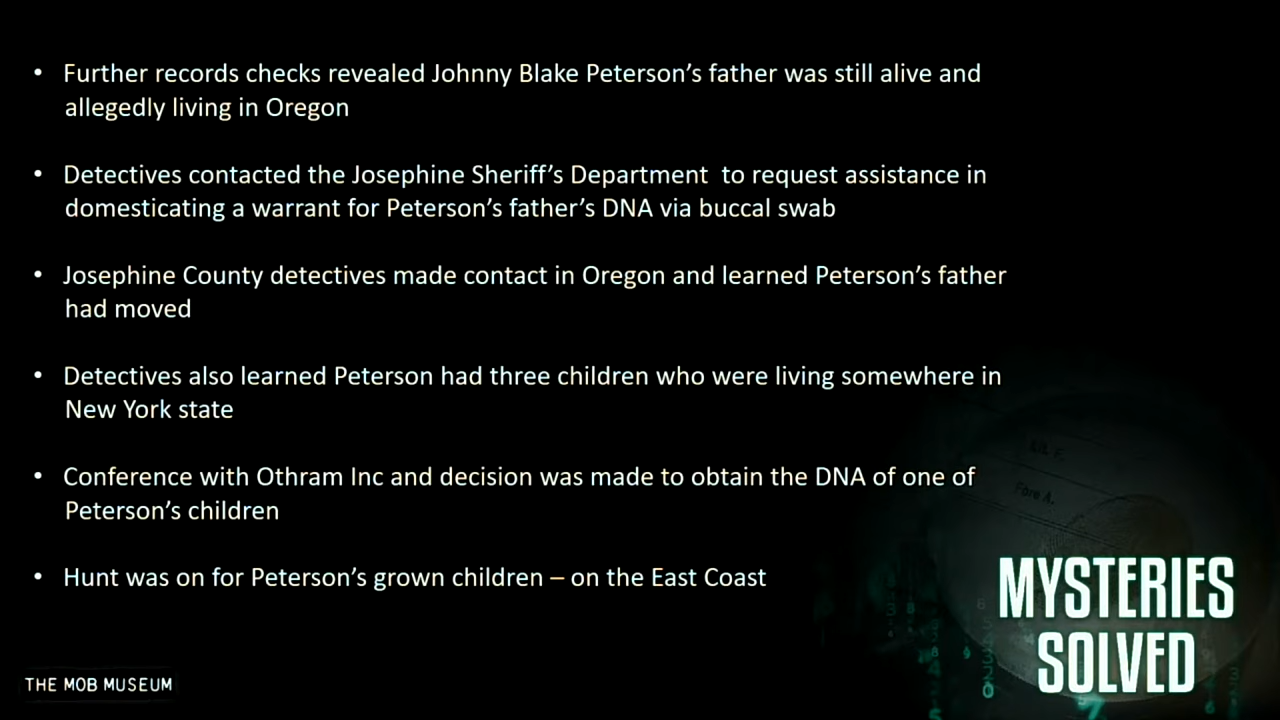 • Further records checks revealed Johnny Blake Peterson’s father was still alive and
allegedly living in Oregon
• Detectives contacted the Josephine Sheriff’s Department  to request assistance in
domesticating a warrant for Peterson’s father’s DNA via buccal swab
• Josephine County detectives made contact in Oregon and learned Peterson’s father
had moved
• Detectives also learned Peterson had three children who were living somewhere in
New York state
• Conference with Othram Inc and decision was made to obtain the DNA of one of
Peterson’s children
• Hunt was on for Peterson’s grown children – on the East Coast
Fore A.
MYSTERIES
SOLVED
THE MOB MUSEUM